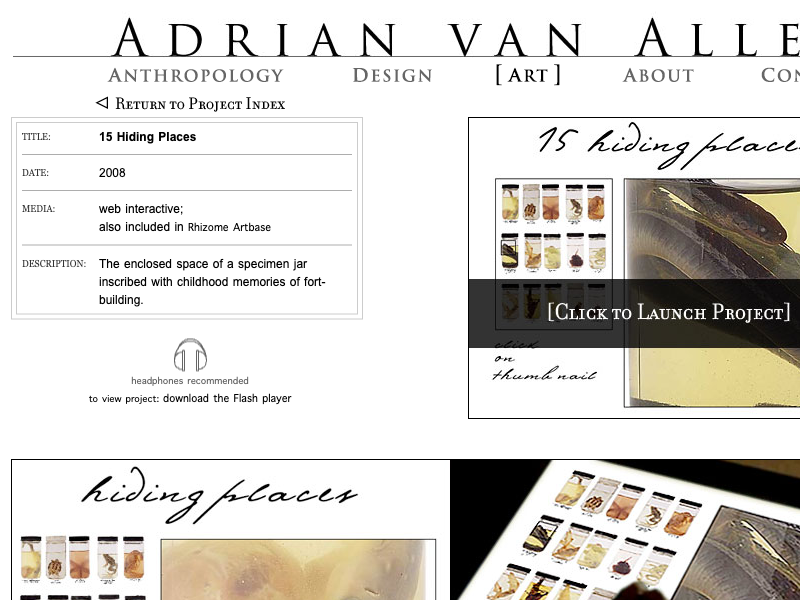 ADRIAN VAN ALLE
ANTHROPOLOGY DESIGN [ART] ABOUT CON
RETURN TO PROJECT INDEX
TITLE: 15 Hiding Places
DATE: 2008
MEDIA: web interactive;
also included in Rhizome Artbase
DESCRIPTION: The enclosed space of a specimen jar
inscribed with childhood memories of fort-
building.
headphones recommended
to view project: download the Flash player
15 hiding places
[CLICK TO LAUNCH PROJECT]
click
on
thumbnail
hiding places